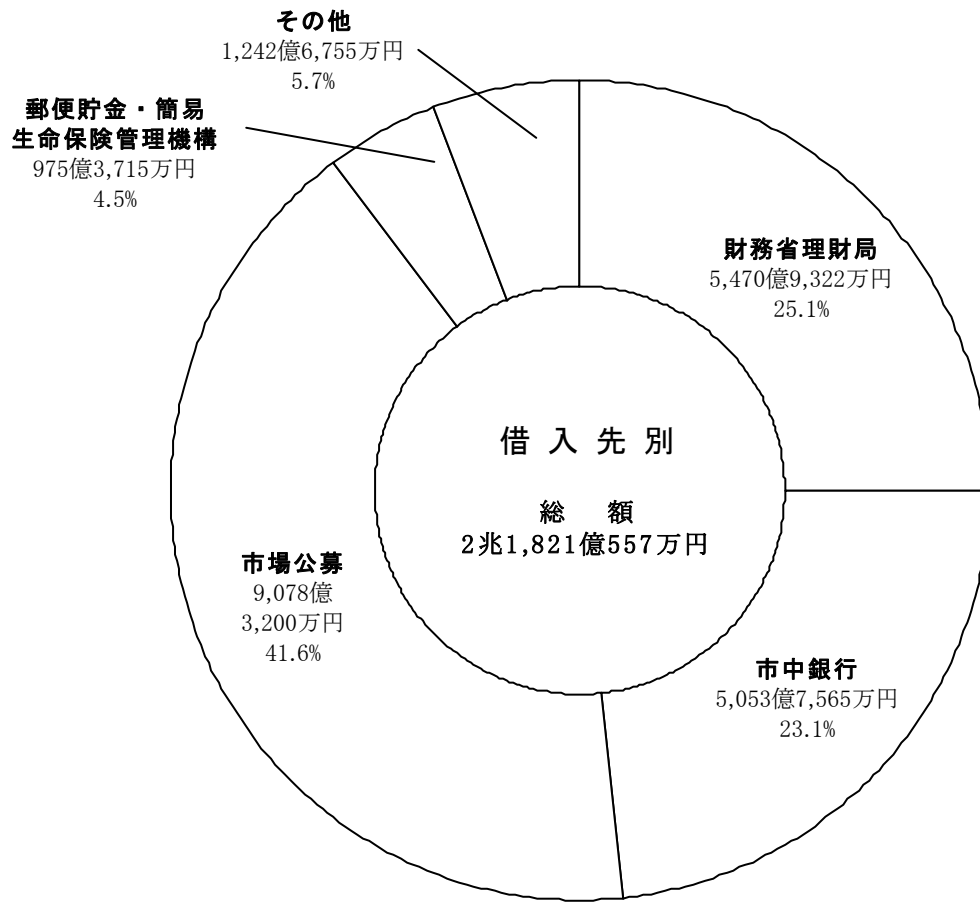 その他
1,242億6,755万円
5.7%
郵便貯金・簡易
生命保険管理機構
975億3,715万円
4.5%
財務省理財局
5,470億9,322万円
25.1%
借入先別
総額
2兆1,821億557万円
市場公募
9,078億
3,200万円
41.6%
市中銀行
5,053億7,565万円
23.1%